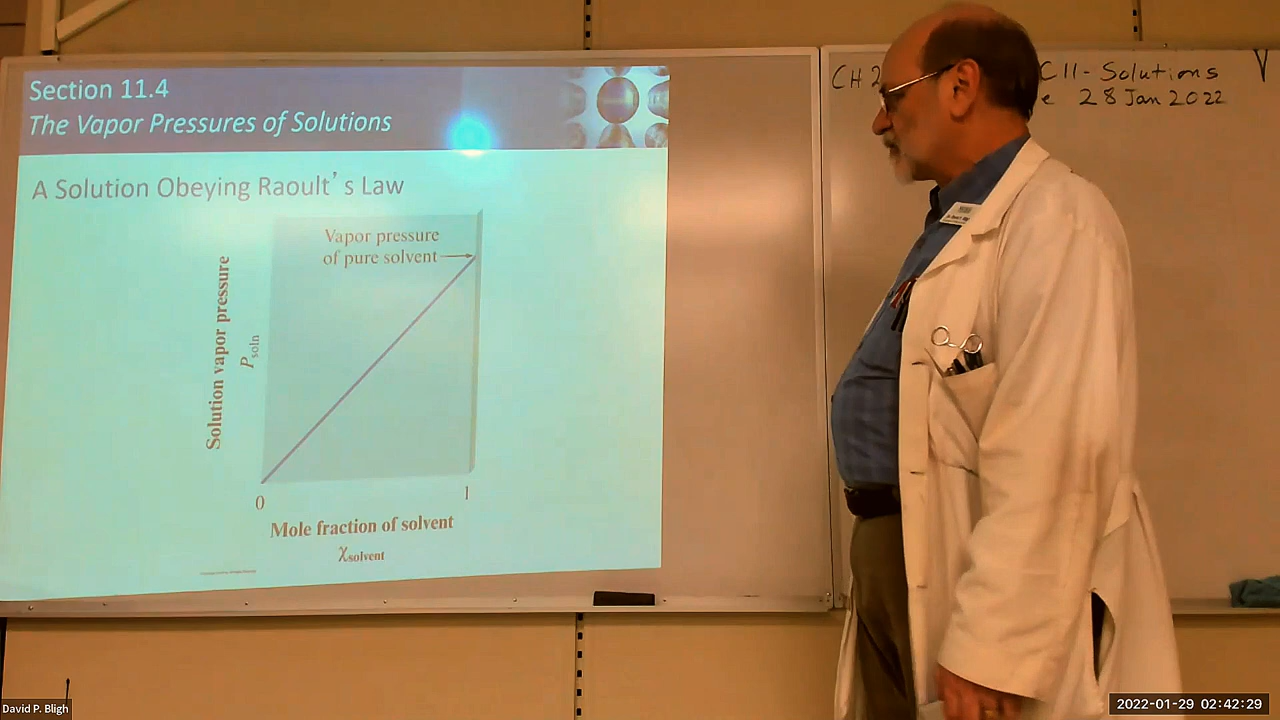 Section 11.4
The Vapor Pressures of Solutions
A Solution Obeying Raoult's Law
Vapor pressure
of pure solvent
Solution vapor pressure
Psoln
0
1
Mole fraction of solvent
χsolvent
CH 2
C11- Solutions
e 28 Jan 2022
David P. Bligh
2022-01-29 02:42:29